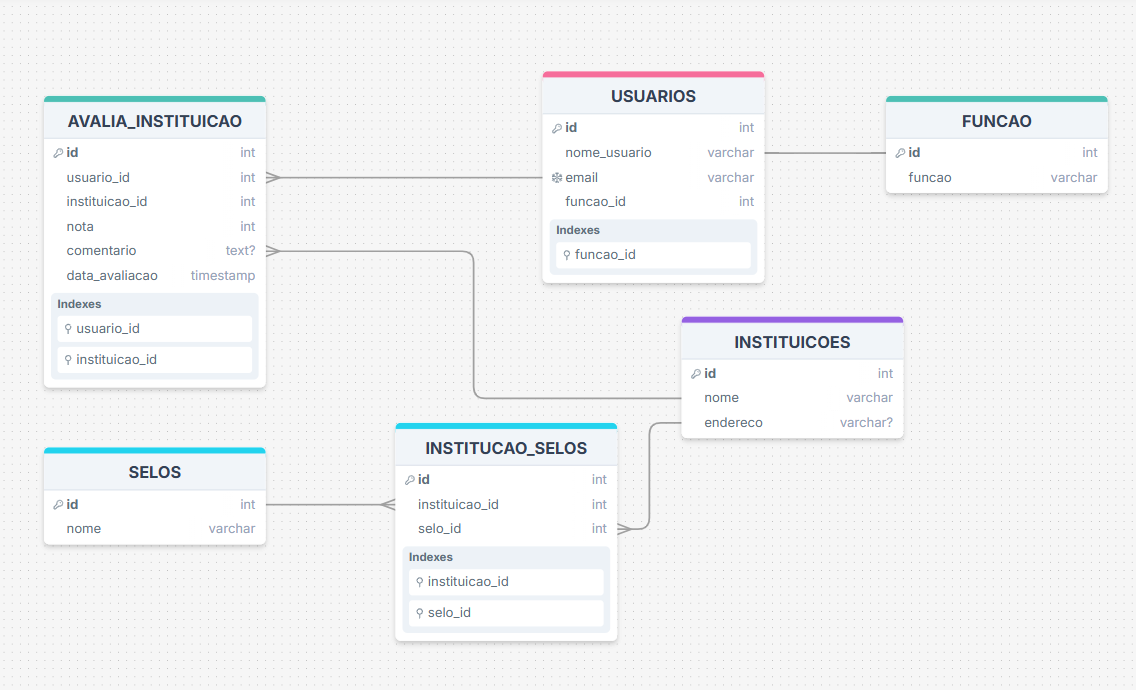 AVALIA_INSTITUICAO
id int
usuario_id int
instituicao_id int
nota int
comentario text?
data_avaliacao timestamp
Indexes
usuario_id
instituicao_id
USUARIOS
id int
nome_usuario varchar
email varchar
funcao_id int
Indexes
funcao_id
FUNCAO
id int
funcao varchar
INSTITUICOES
id int
nome varchar
endereco varchar?
SELOS
id int
nome varchar
INSTITUCAO_SELOS
id int
instituicao_id int
selo_id int
Indexes
instituicao_id
selo_id